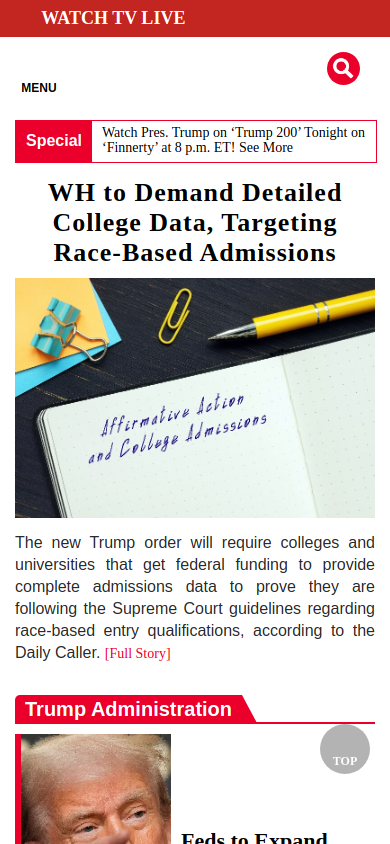 WATCH TV LIVE
MENU
Special
Watch Pres. Trump on ‘Trump 200’ Tonight on
‘Finnerty’ at 8 p.m. ET! See More
WH to Demand Detailed
College Data, Targeting
Race-Based Admissions
Affirmative Action
and College Admissions
The new Trump order will require colleges and
universities that get federal funding to provide
complete admissions data to prove they are
following the Supreme Court guidelines regarding
race-based entry qualifications, according to the
Daily Caller. [Full Story]
Trump Administration
TOP
Feds to Expand